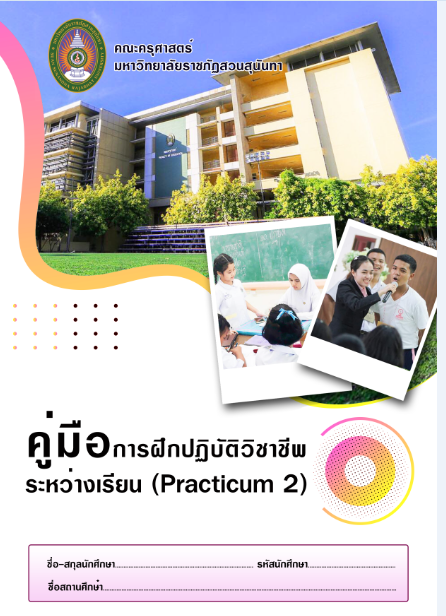 คณะครุศาสตร์
มหาวิทยาลัยราชภัฏสวนสุนันทา
คู่มือการฝึกปฏิบัติวิชาชีพ
ระหว่างเรียน (Practicum 2)
ชื่อ-สกุลนักศึกษา........................................ รหัสนักศึกษา........................................
ชื่อสถานศึกษา................................................................................